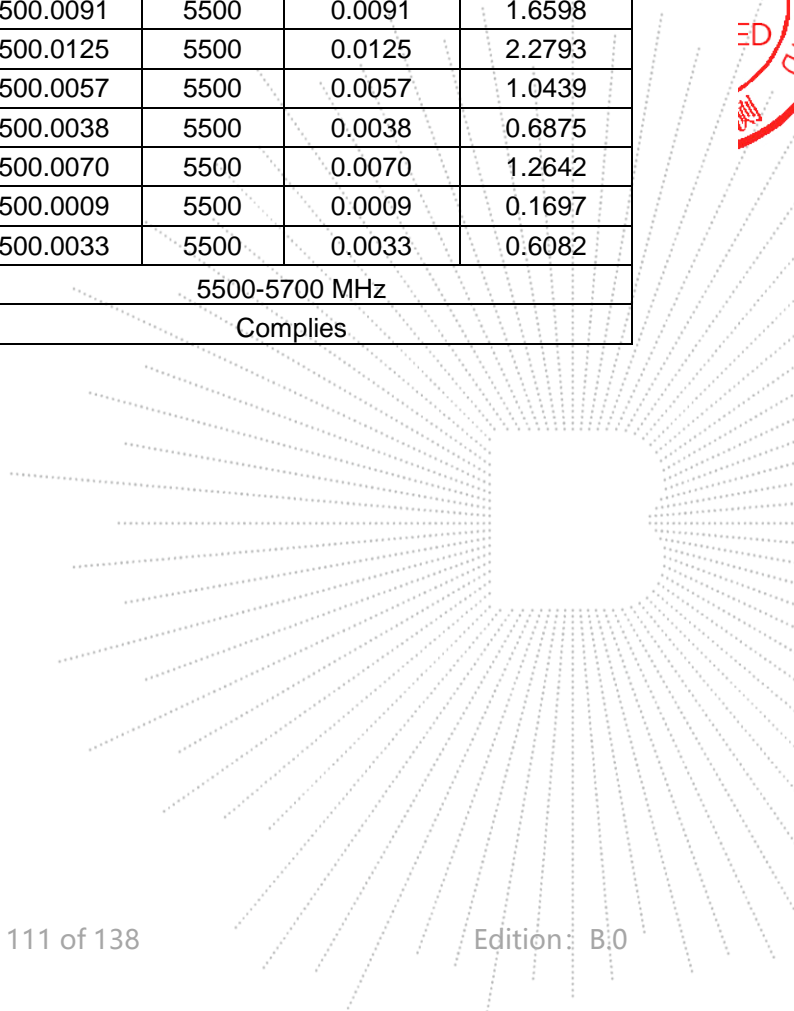 500.0091 5500 0.0091 1.6598
500.0125 5500 0.0125 2.2793
500.0057 5500 0.0057 1.0439
500.0038 5500 0.0038 0.6875
500.0070 5500 0.0070 1.2642
500.0009 5500 0.0009 0.1697
500.0033 5500 0.0033 0.6082
5500-5700 MHz
Complies
ED
测
111 of 138 Edition: B.0